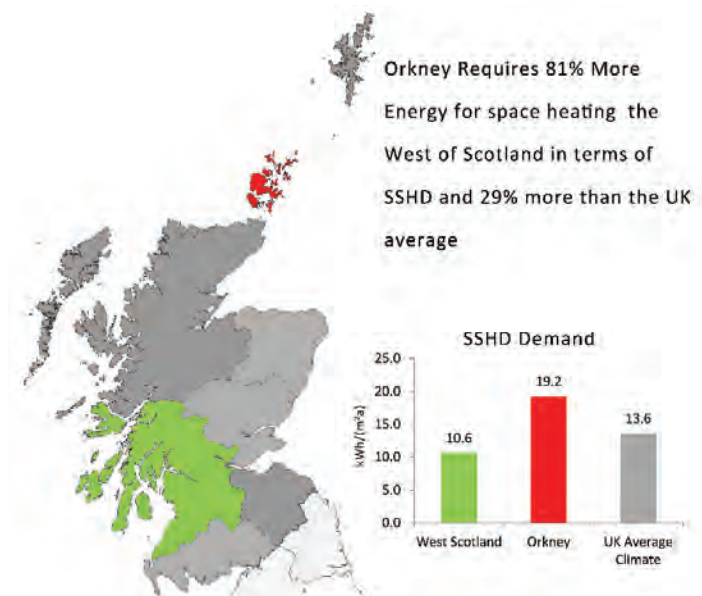 Orkney Requires 81% More
Energy for space heating the
West of Scotland in terms of
SSHD and 29% more than the UK
average
SSHD Demand
kWh/(m²a)
25.0
20.0
15.0
10.0
5.0
0.0
10.6
19.2
13.6
West Scotland
Orkney
UK Average
Climate